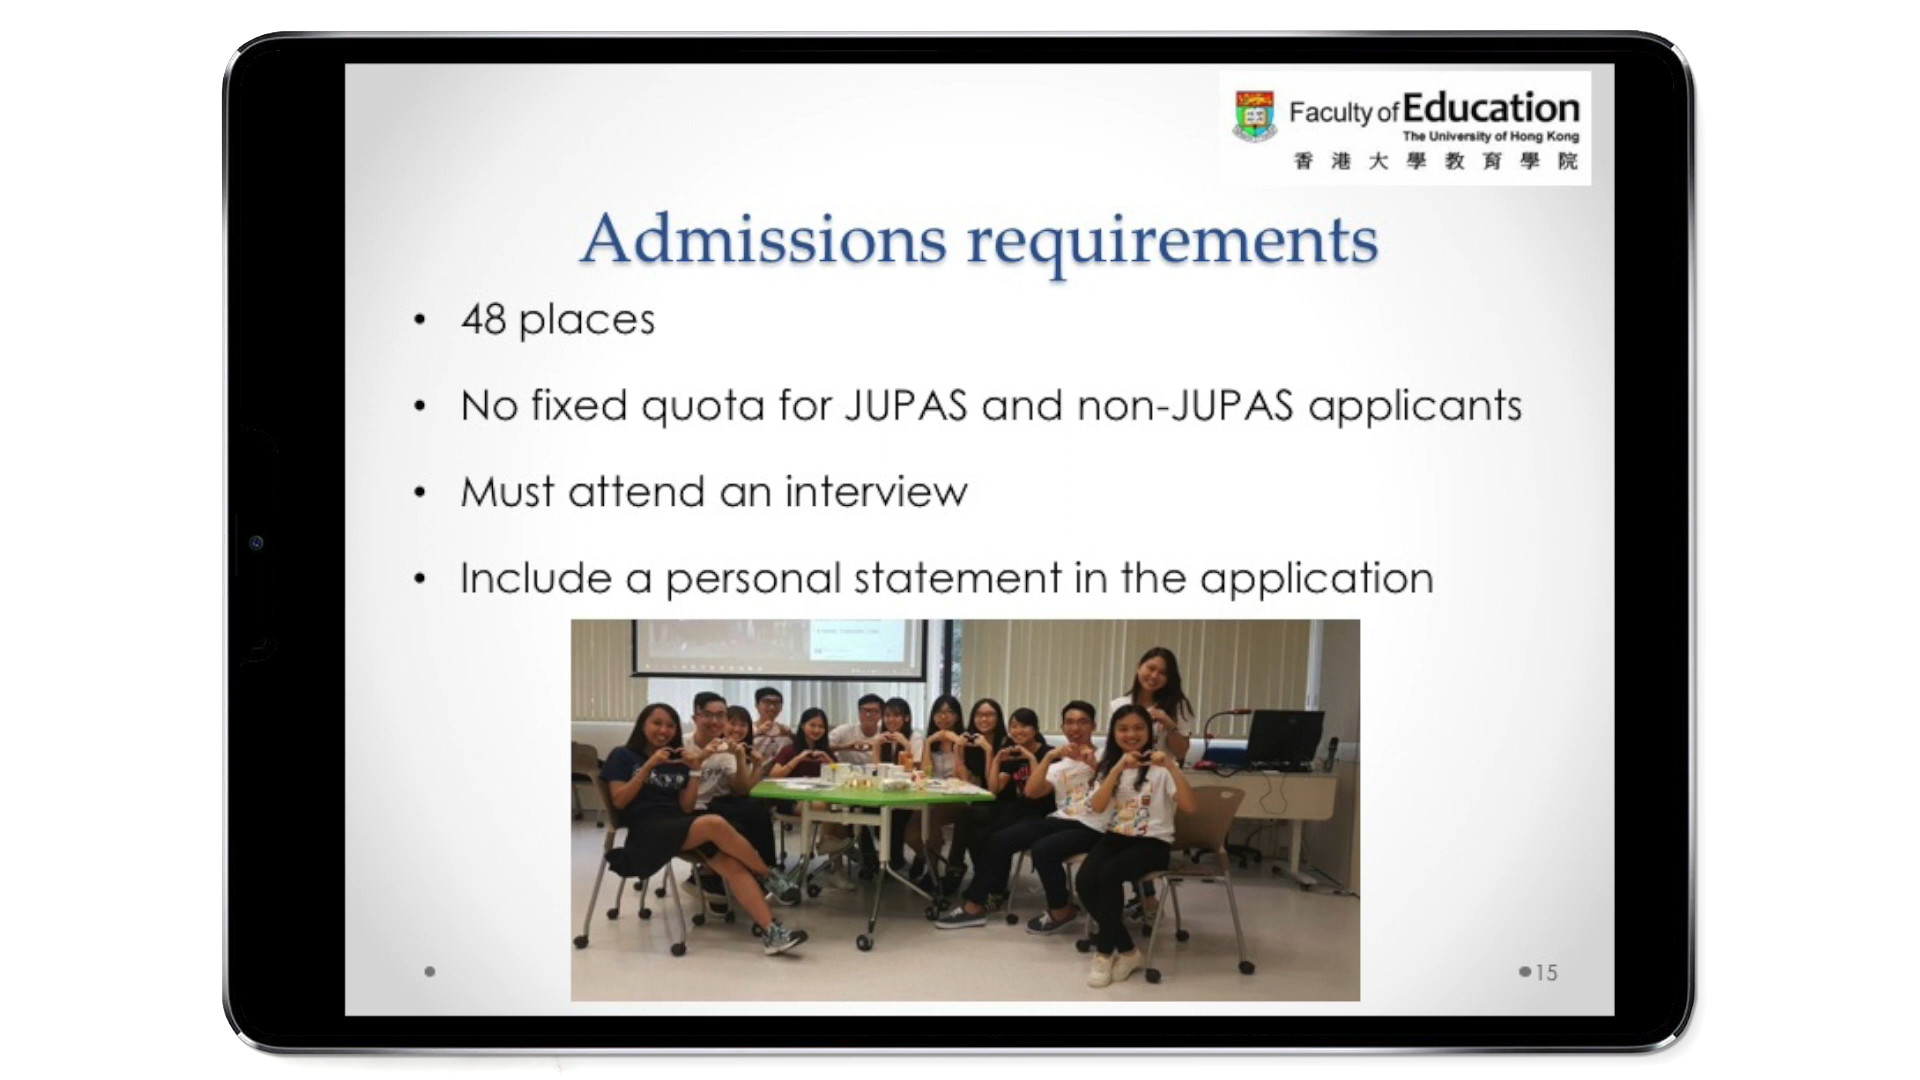 Faculty of Education
The University of Hong Kong
香港大學教育學院
Admissions requirements
• 48 places
• No fixed quota for JUPAS and non-JUPAS applicants
• Must attend an interview
• Include a personal statement in the application
15